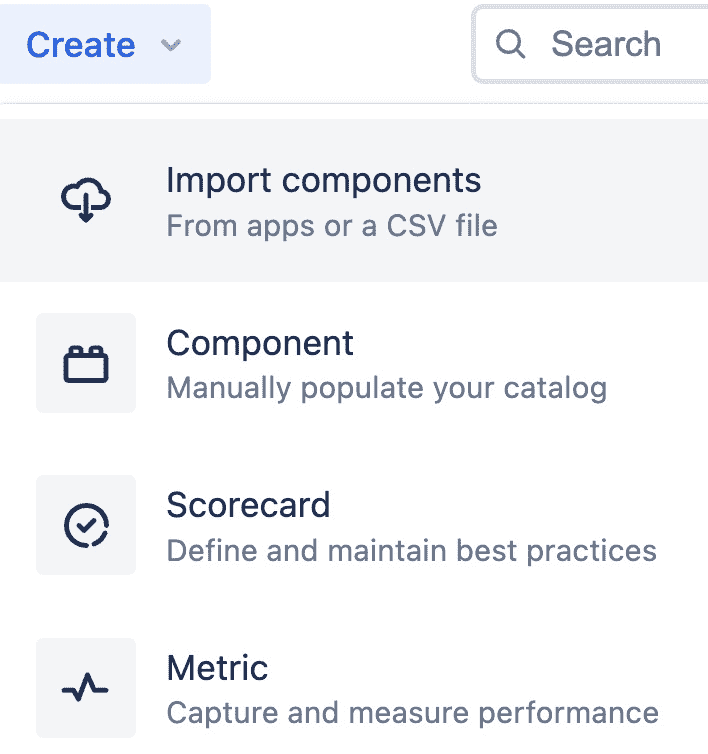 Create
Search
Import components
From apps or a CSV file
Component
Manually populate your catalog
Scorecard
Define and maintain best practices
Metric
Capture and measure performance